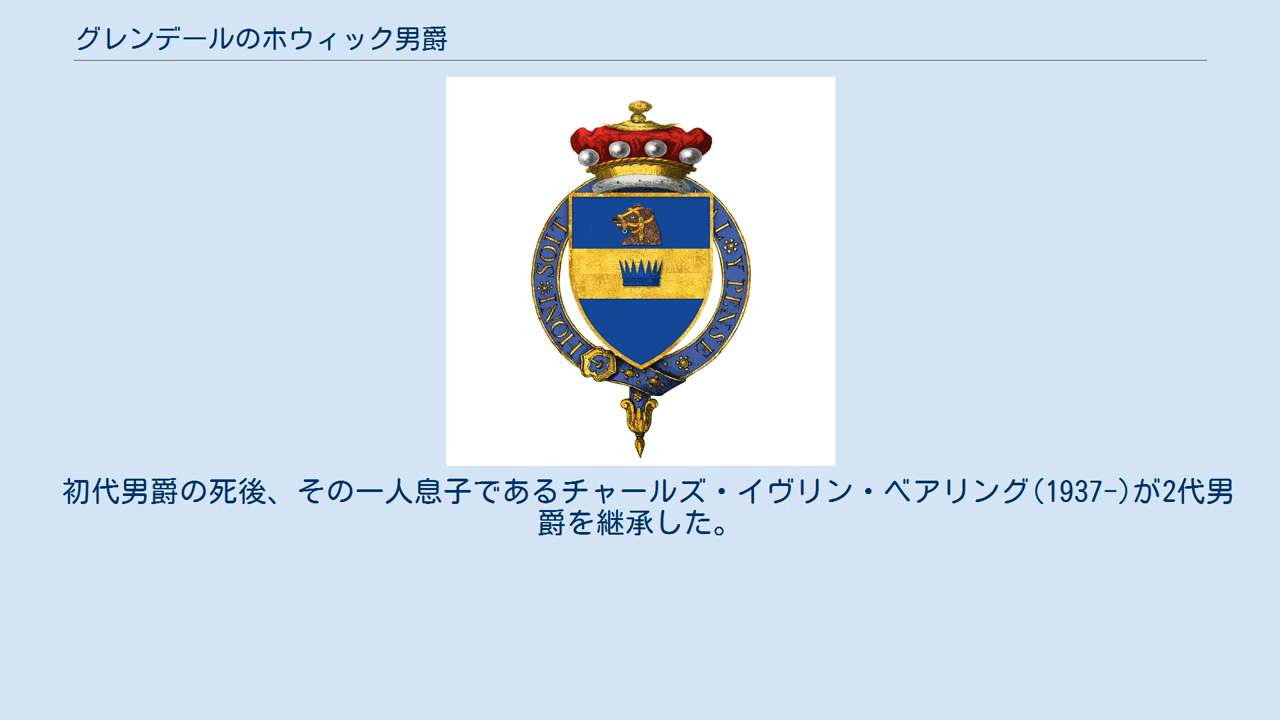 グレンデールのホウィック男爵
HONI SOIT
L Y PENSE
初代男爵の死後、その一人息子であるチャールズ・イヴリン・ベアリング(1937-)が2代男
爵を継承した。